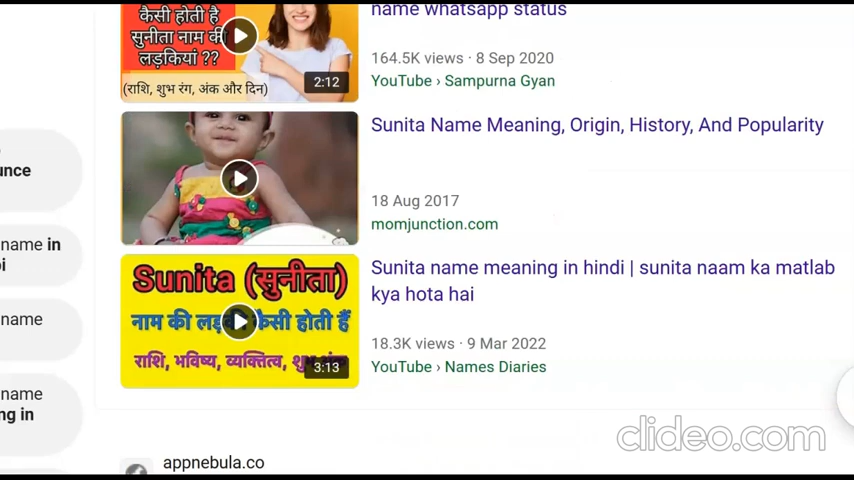 name whatsapp status
कैसी होती है
सुनीता नाम की
लड़कियां ??
(राशि, शुभ रंग, अंक और दिन)
2:12
164.5K views · 8 Sep 2020
YouTube › Sampurna Gyan
Sunita Name Meaning, Origin, History, And Popularity
18 Aug 2017
momjunction.com
unce
name in
name
name
ng in
Sunita (सुनीता)
नाम की कैसी होती हैं
राशि, भविष्य, व्यक्तित्व, शुभ अंक
3:13
Sunita name meaning in hindi | sunita naam ka matlab
kya hota hai
18.3K views · 9 Mar 2022
YouTube › Names Diaries
appnebula.co
clideo.com